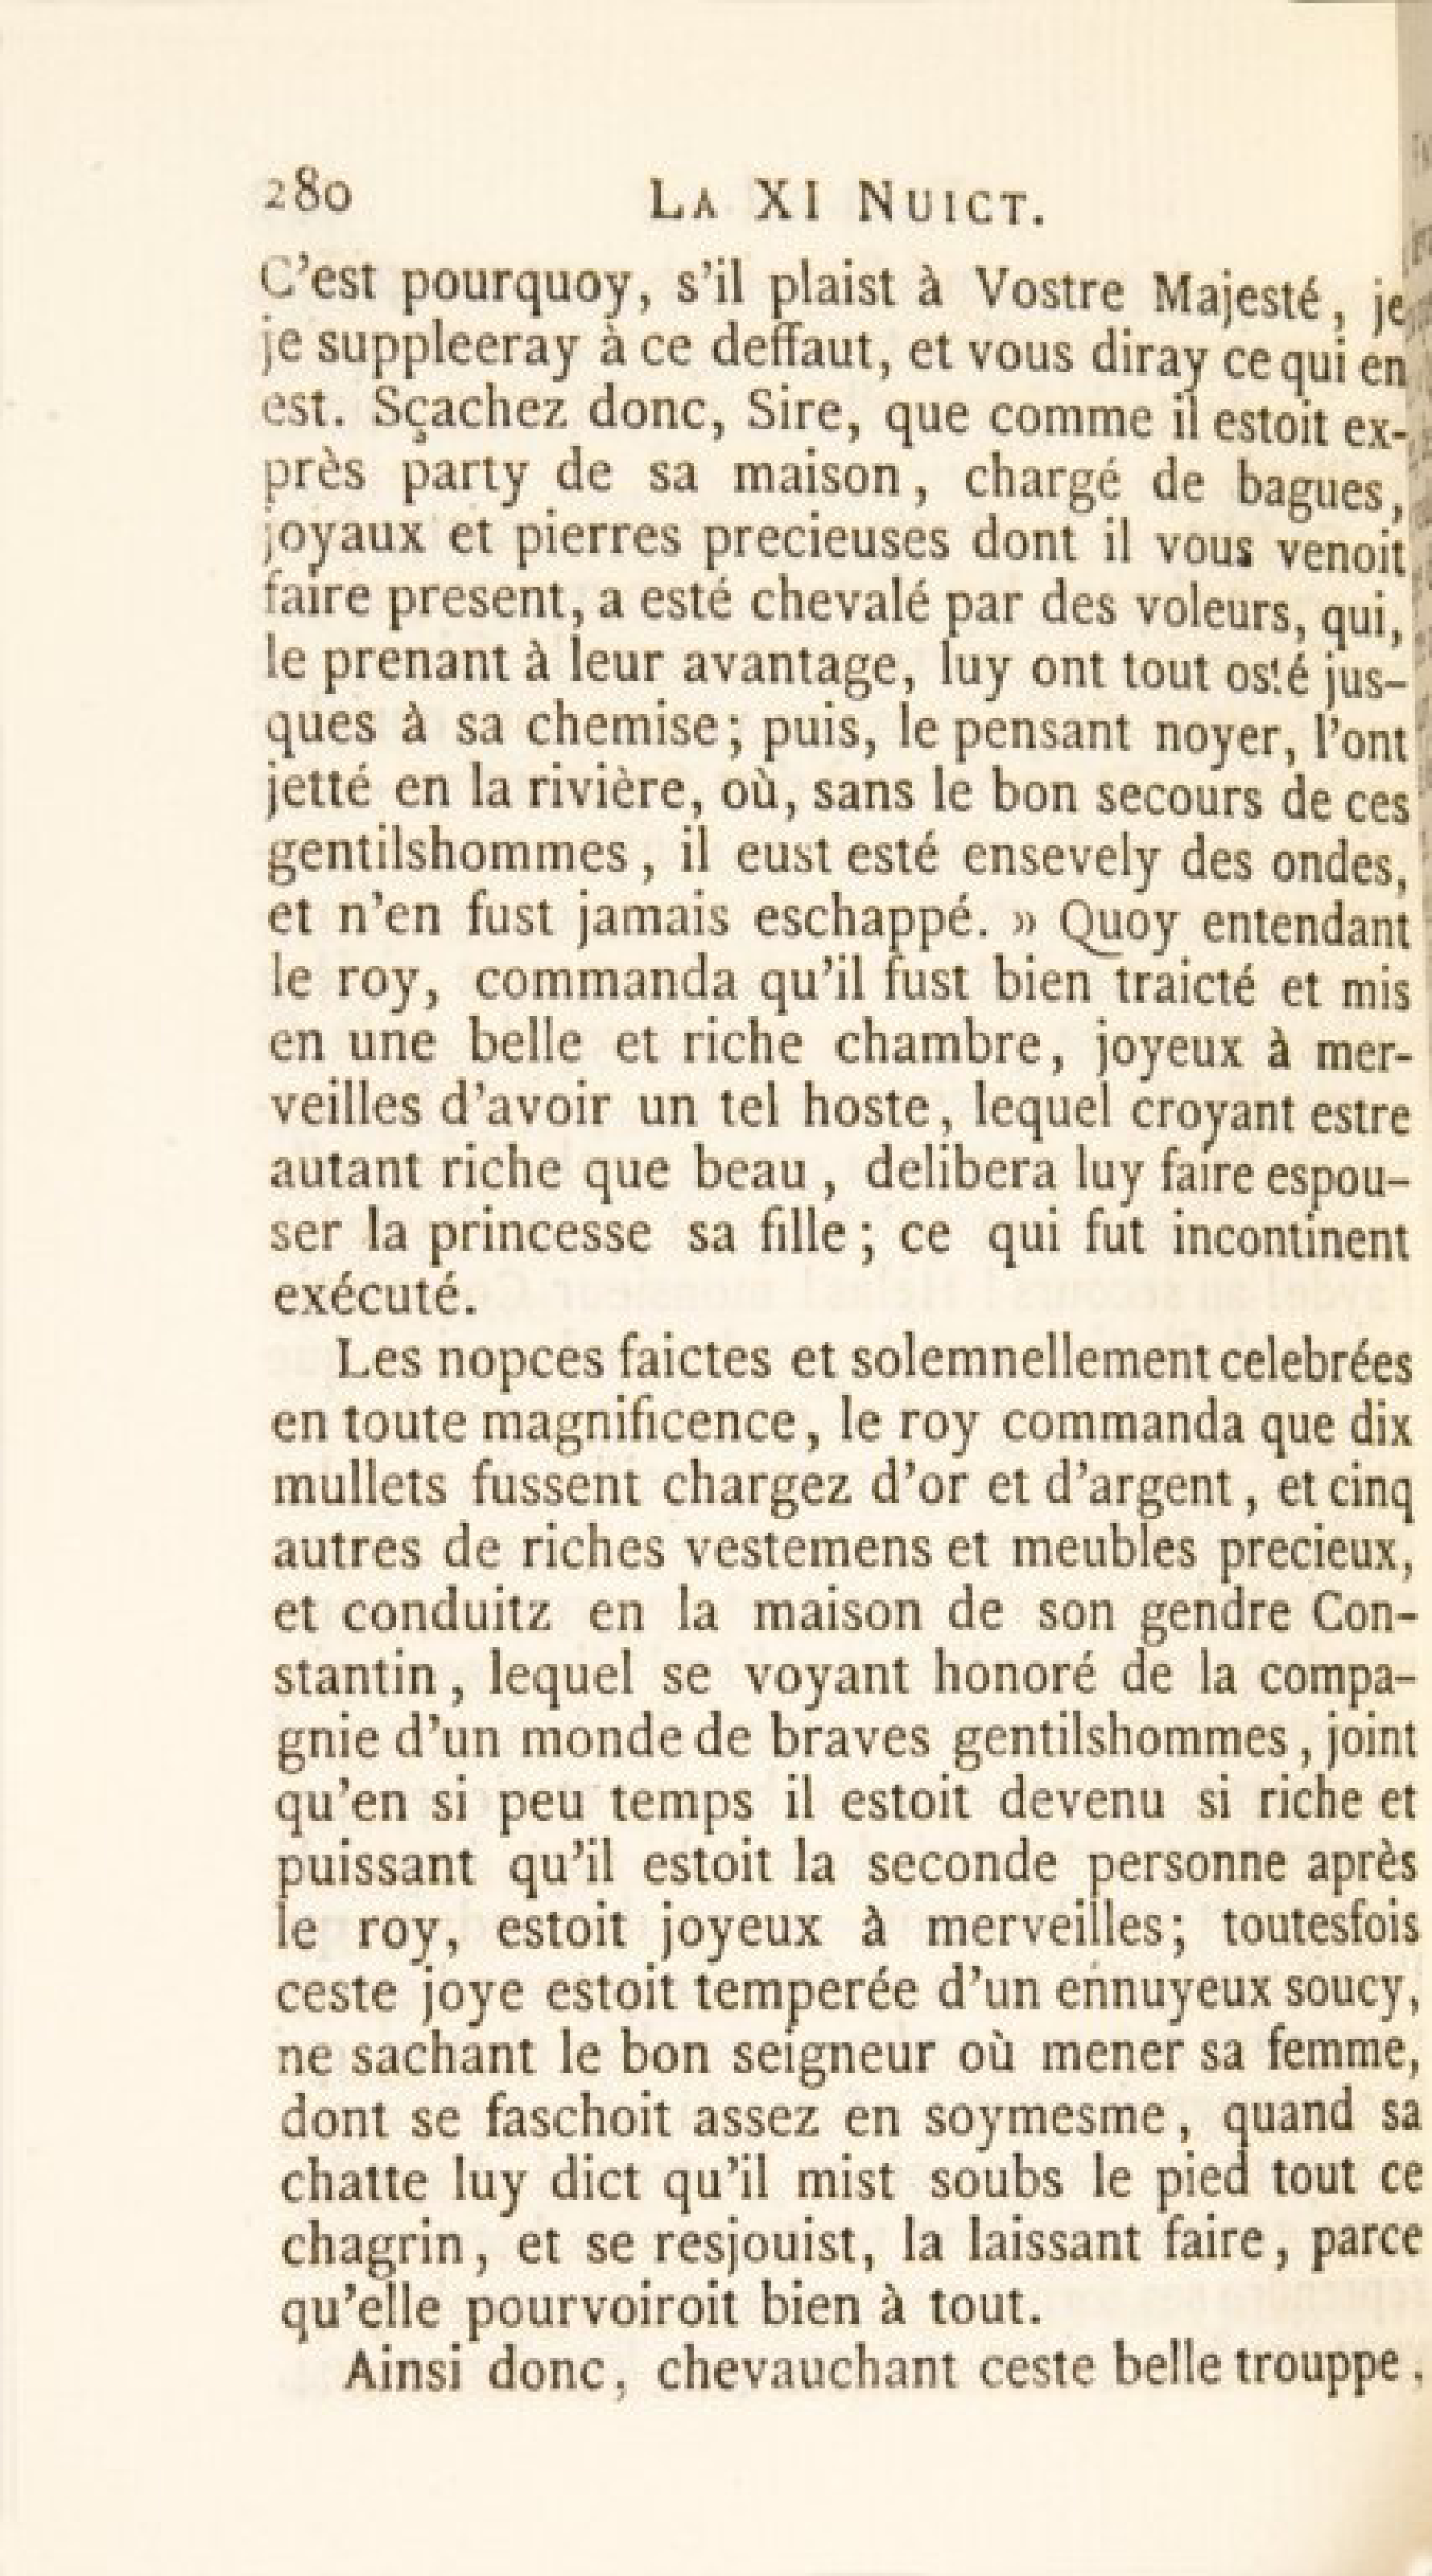 280 LA XI NUICT.
C'est pourquoy, s'il plaist à Vostre Majesté, je
je suppleeray à ce deffaut, et vous diray ce qui en
est. Sçachez donc, Sire, que comme il estoit ex-
près party de sa maison, chargé de bagues,
joyaux et pierres precieuses dont il vous venoit
faire present, a esté chevalé par des voleurs, qui,
le prenant à leur avantage, luy ont tout osté jus-
ques à sa chemise; puis, le pensant noyer, l'ont
jetté en la rivière, où, sans le bon secours de ces
gentilshommes, il eust esté ensevely des ondes,
et n'en fust jamais eschappé. » Quoy entendant
le roy, commanda qu'il fust bien traicté et mis
en une belle et riche chambre, joyeux à mer-
veilles d'avoir un tel hoste, lequel croyant estre
autant riche que beau, delibera luy faire espou-
ser la princesse sa fille; ce qui fut incontinent
exécuté.
Les nopces faictes et solemnellement celebrées
en toute magnificence, le roy commanda que dix
mullets fussent chargez d'or et d'argent, et cinq
autres de riches vestemens et meubles precieux,
et conduitz en la maison de son gendre Con-
stantin, lequel se voyant honoré de la compa-
gnie d'un monde de braves gentilshommes, joint
qu'en si peu temps il estoit devenu si riche et
puissant qu'il estoit la seconde personne après
le roy, estoit joyeux à merveilles; toutesfois
ceste joye estoit temperée d'un ennuyeux soucy,
ne sachant le bon seigneur où mener sa femme,
dont se faschoit assez en soymesme, quand sa
chatte luy dict qu'il mist soubs le pied tout ce
chagrin, et se resjouist, la laissant faire, parce
qu'elle pourvoiroit bien à tout.
Ainsi donc, chevauchant ceste belle trouppe,